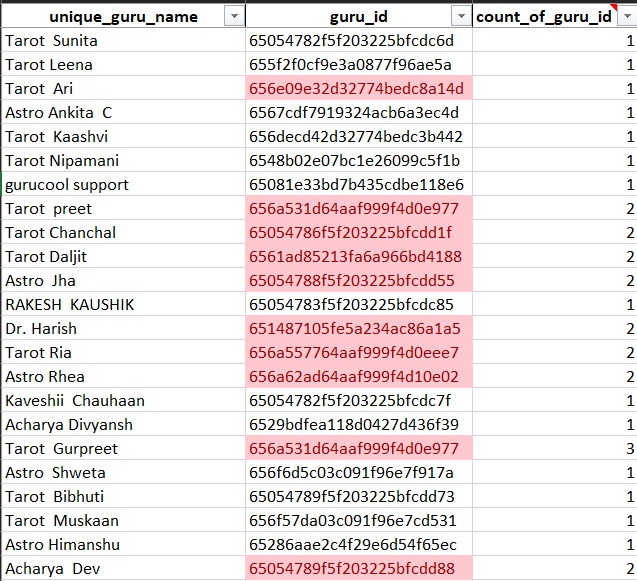 unique_guru_name guru_id count_of_guru_id
Tarot  Sunita 65054782f5f203225bfcdc6d 1
Tarot Leena 655f2f0cf9e3a0877f96ae5a 1
Tarot  Ari 656e09e32d32774bedc8a14d 1
Astro Ankita  C 6567cdf7919324acb6a3ec4d 1
Tarot  Kaashvi 656decd42d32774bedc3b442 1
Tarot Nipamani 6548b02e07bc1e26099c5f1b 1
gurucool support 65081e33bd7b435cdbe118e6 1
Tarot  preet 656a531d64aaf999f4d0e977 2
Tarot Chanchal 65054786f5f203225bfcdd1f 2
Tarot Daljit 6561ad85213fa6a966bd4188 2
Astro  Jha 65054788f5f203225bfcdd55 2
RAKESH  KAUSHIK 65054783f5f203225bfcdc85 1
Dr. Harish 651487105fe5a234ac86a1a5 2
Tarot Ria 656a557764aaf999f4d0eee7 2
Astro Rhea 656a62ad64aaf999f4d10e02 2
Kaveshii  Chauhaan 65054782f5f203225bfcdc7f 1
Acharya Divyansh 6529bdfea118d0427d436f39 1
Tarot  Gurpreet 656a531d64aaf999f4d0e977 3
Astro  Shweta 656f6d5c03c091f96e7f917a 1
Tarot  Bibhuti 65054789f5f203225bfcdd73 1
Tarot  Muskaan 656f57da03c091f96e7cd531 1
Astro Himanshu 65286aae2c4f29e6d54f65ec 1
Acharya  Dev 65054789f5f203225bfcdd88 2